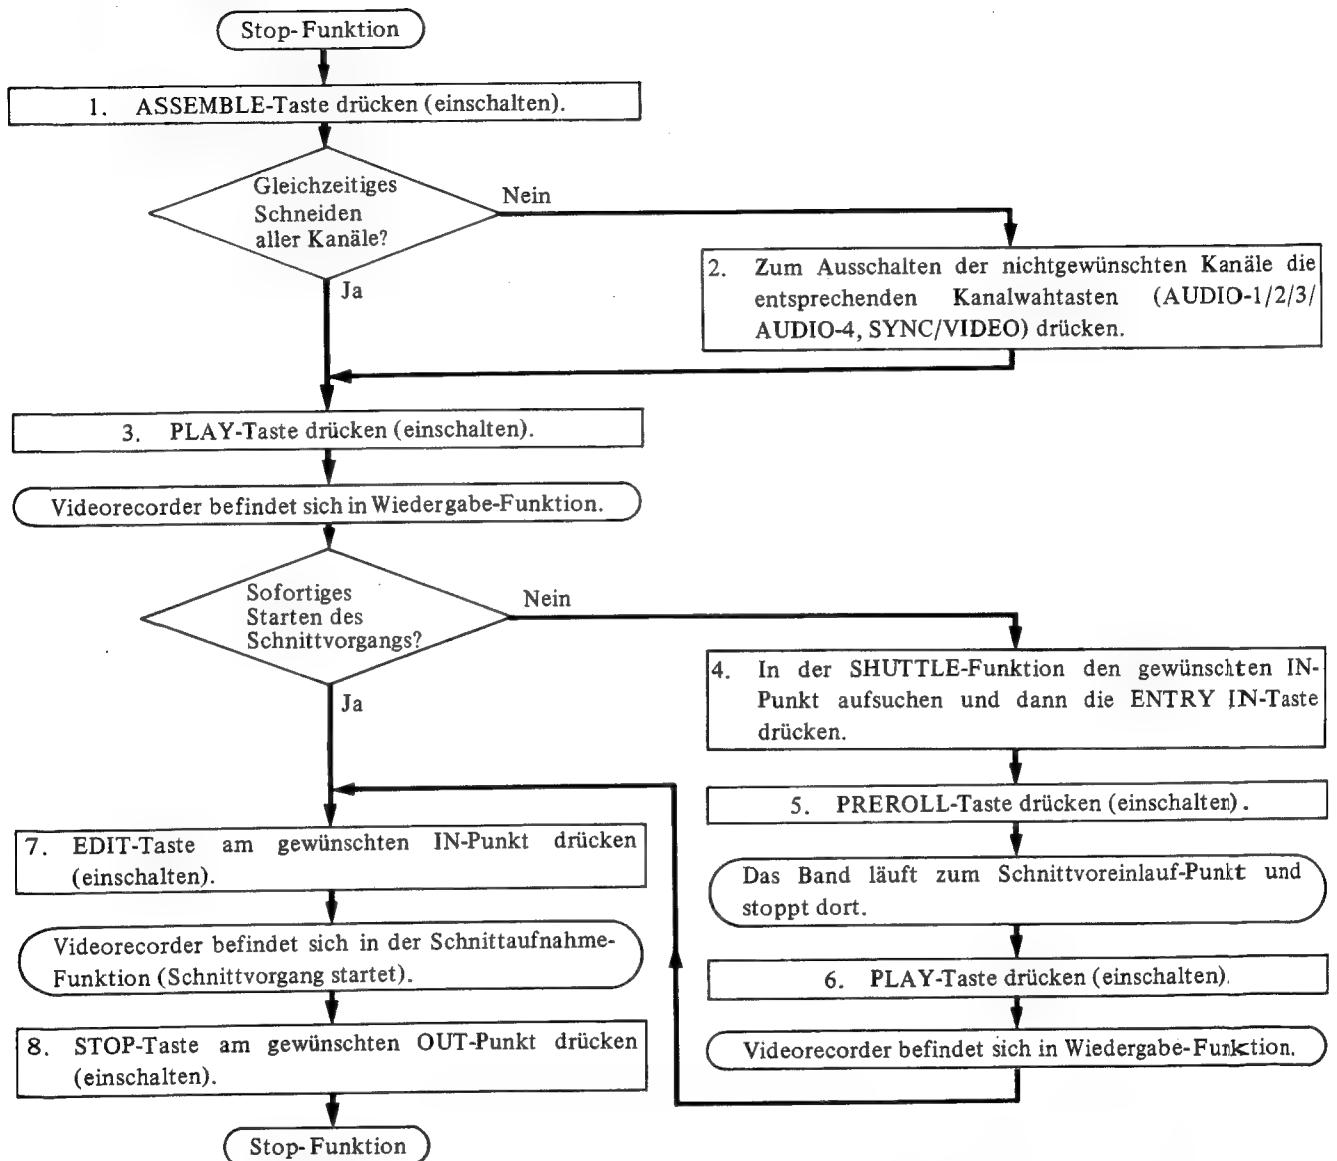 Stop-Funktion
1. ASSEMBLE-Taste drücken (einschalten).
Gleichzeitiges
Schneiden
aller Kanäle?
Nein
Ja
2. Zum Ausschalten der nichtgewünschten Kanäle die
entsprechenden Kanalwahtasten (AUDIO-1/2/3/
AUDIO-4, SYNC/VIDEO) drücken.
3. PLAY-Taste drücken (einschalten).
Videorecorder befindet sich in Wiedergabe-Funktion.
Sofortiges
Starten des
Schnittvorgangs?
Nein
Ja
4. In der SHUTTLE-Funktion den gewünschten IN-
Punkt aufsuchen und dann die ENTRY IN-Taste
drücken.
5. PREROLL-Taste drücken (einschalten).
Das Band läuft zum Schnittvoreinlauf-Punkt und
stoppt dort.
6. PLAY-Taste drücken (einschalten).
Videorecorder befindet sich in Wiedergabe-Funktion.
7. EDIT-Taste am gewünschten IN-Punkt drücken
(einschalten).
Videorecorder befindet sich in der Schnittaufnahme-
Funktion (Schnittvorgang startet).
8. STOP-Taste am gewünschten OUT-Punkt drücken
(einschalten).
Stop-Funktion